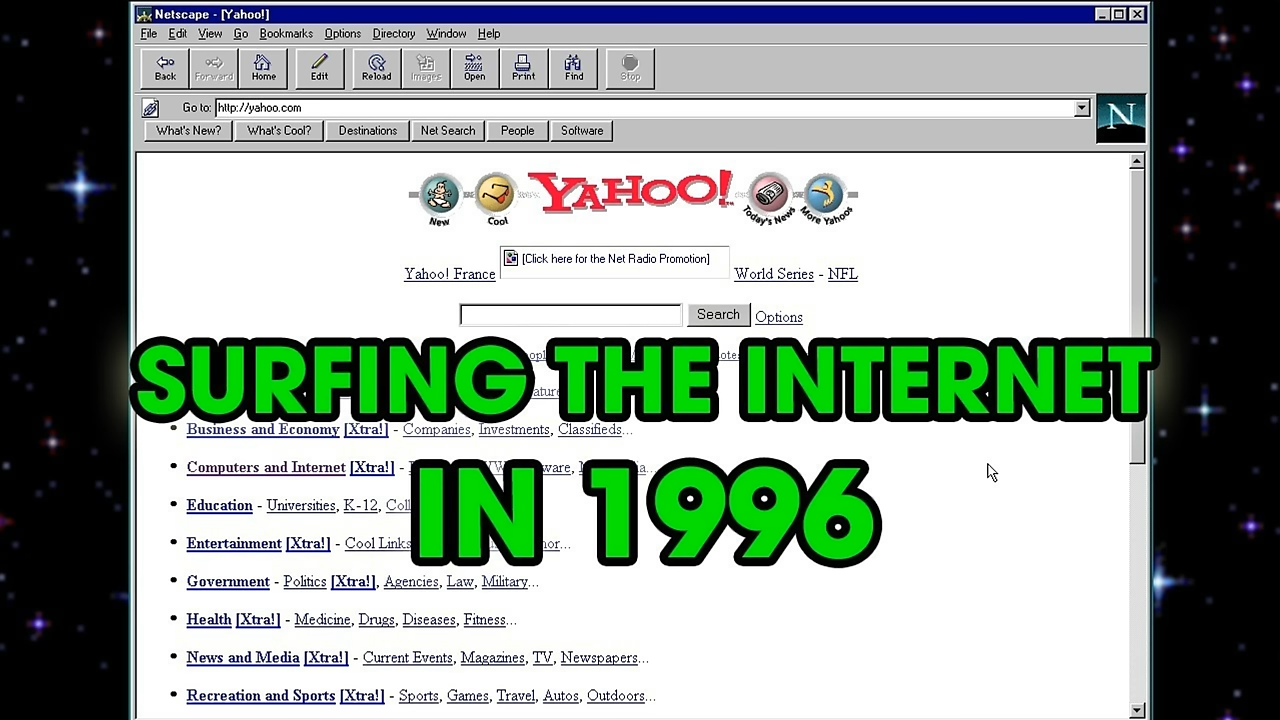 Netscape - [Yahoo!]
File Edit View Go Bookmarks Options Directory Window Help
Back Forward Home Edit Reload Images Open Print Find Stop
Go to: http://yahoo.com
N
What's New? What's Cool? Destinations Net Search People Software
New Cool YAHOO! Today's News More Yahoos
Yahoo! France [Click here for the Net Radio Promotion] World Series - NFL
Search Options
SURFING THE INTERNET
Business and Economy [Xtra!] - Companies, Investments, Classifieds...
Computers and Internet [Xtra!] -
IN 1996
Education - Universities, K-12,
Entertainment [Xtra!] - Cool Links
Government - Politics [Xtra!], Agencies, Law, Military...
Health [Xtra!] - Medicine, Drugs, Diseases, Fitness...
News and Media [Xtra!] - Current Events, Magazines, TV, Newspapers...
Recreation and Sports [Xtra!] - Sports, Games, Travel, Autos, Outdoors...